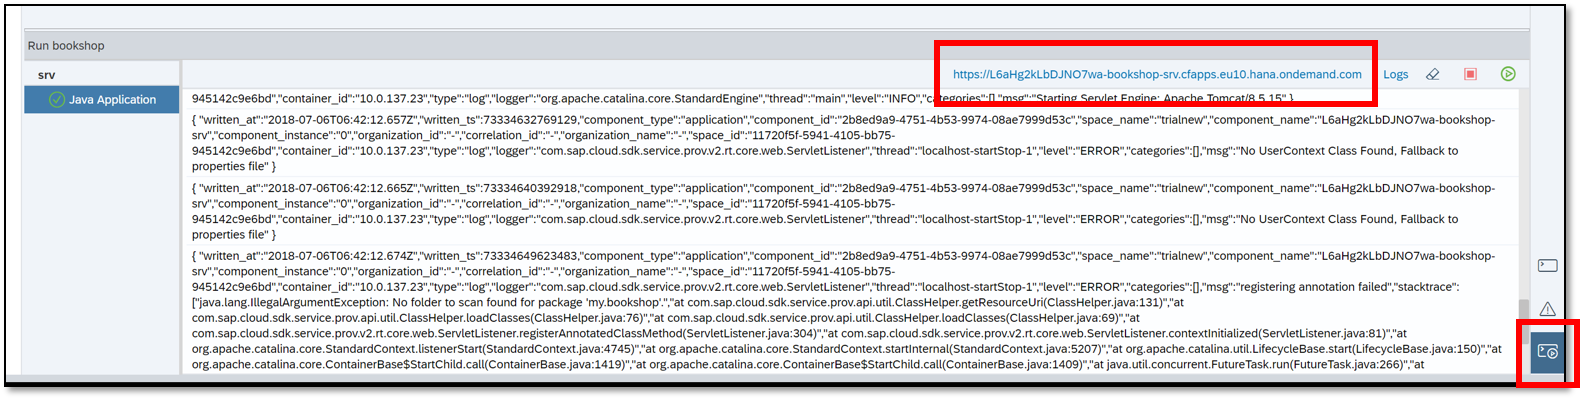 Run bookshop
srv
https://L6aHg2kLbDJNO7wa-bookshop-srv.cfapps.eu10.hana.ondemand.com Logs
Java Application
945142c9e6bd","container_id":"10.0.137.23","type":"log","logger":"org.apache.catalina.core.StandardEngine","thread":"main","level":"INFO","categories":[],"msg":"Starting Servlet Engine: Apache Tomcat/8.5.15" }
{ "written_at":"2018-07-06T06:42:12.657Z","written_ts":73334632769129,"component_type":"application","component_id":"2b8ed9a9-4751-4b53-9974-08ae7999d53c","space_name":"trialnew","component_name":"L6aHg2kLbDJNO7wa-bookshop-
srv","component_instance":"0","organization_id":"-","correlation_id":"-","organization_name":"-","space_id":"11720f5f-5941-4105-bb75-
945142c9e6bd","container_id":"10.0.137.23","type":"log","logger":"com.sap.cloud.sdk.service.prov.v2.rt.core.web.ServletListener","thread":"localhost-startStop-1","level":"ERROR","categories":[],"msg":"No UserContext Class Found, Fallback to
properties file" }
{ "written_at":"2018-07-06T06:42:12.665Z","written_ts":73334640392918,"component_type":"application","component_id":"2b8ed9a9-4751-4b53-9974-08ae7999d53c","space_name":"trialnew","component_name":"L6aHg2kLbDJNO7wa-bookshop-
srv","component_instance":"0","organization_id":"-","correlation_id":"-","organization_name":"-","space_id":"11720f5f-5941-4105-bb75-
945142c9e6bd","container_id":"10.0.137.23","type":"log","logger":"com.sap.cloud.sdk.service.prov.v2.rt.core.web.ServletListener","thread":"localhost-startStop-1","level":"ERROR","categories":[],"msg":"No UserContext Class Found, Fallback to
properties file" }
{ "written_at":"2018-07-06T06:42:12.674Z","written_ts":73334649623483,"component_type":"application","component_id":"2b8ed9a9-4751-4b53-9974-08ae7999d53c","space_name":"trialnew","component_name":"L6aHg2kLbDJNO7wa-bookshop-
srv","component_instance":"0","organization_id":"-","correlation_id":"-","organization_name":"-","space_id":"11720f5f-5941-4105-bb75-
945142c9e6bd","container_id":"10.0.137.23","type":"log","logger":"com.sap.cloud.sdk.service.prov.v2.rt.core.web.ServletListener","thread":"localhost-startStop-1","level":"ERROR","categories":[],"msg":"registering annotation failed","stacktrace":
["java.lang.IllegalArgumentException: No folder to scan found for package 'my.bookshop'.","at com.sap.cloud.sdk.service.prov.api.util.ClassHelper.getResourceUri(ClassHelper.java:131)","at
com.sap.cloud.sdk.service.prov.api.util.ClassHelper.loadClasses(ClassHelper.java:76)","at com.sap.cloud.sdk.service.prov.api.util.ClassHelper.loadClasses(ClassHelper.java:69)","at
com.sap.cloud.sdk.service.prov.v2.rt.core.web.ServletListener.registerAnnotatedClassMethod(ServletListener.java:304)","at com.sap.cloud.sdk.service.prov.v2.rt.core.web.ServletListener.contextInitialized(ServletListener.java:81)","at
org.apache.catalina.core.StandardContext.listenerStart(StandardContext.java:4745)","at org.apache.catalina.core.StandardContext.startInternal(StandardContext.java:5207)","at org.apache.catalina.util.LifecycleBase.start(LifecycleBase.java:150)","at
org.apache.catalina.core.ContainerBase$StartChild.call(ContainerBase.java:1419)","at org.apache.catalina.core.ContainerBase$StartChild.call(ContainerBase.java:1409)","at java.util.concurrent.FutureTask.run(FutureTask.java:266)","at